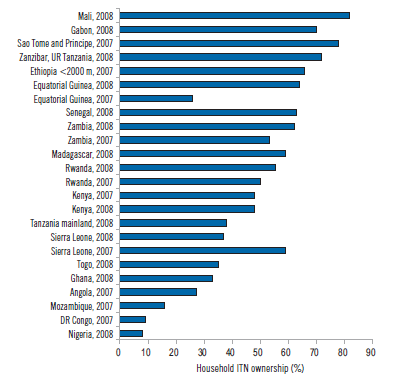 Mali, 2008
Gabon, 2008
Sao Tome and Principe, 2007
Zanzibar, UR Tanzania, 2008
Ethiopia <2000 m, 2007
Equatorial Guinea, 2008
Equatorial Guinea, 2007
Senegal, 2008
Zambia, 2008
Zambia, 2007
Madagascar, 2008
Rwanda, 2008
Rwanda, 2007
Kenya, 2007
Kenya, 2008
Tanzania mainland, 2008
Sierra Leone, 2008
Sierra Leone, 2007
Togo, 2008
Ghana, 2008
Angola, 2007
Mozambique, 2007
DR Congo, 2007
Nigeria, 2008
0 10 20 30 40 50 60 70 80 90
Household ITN ownership (%)